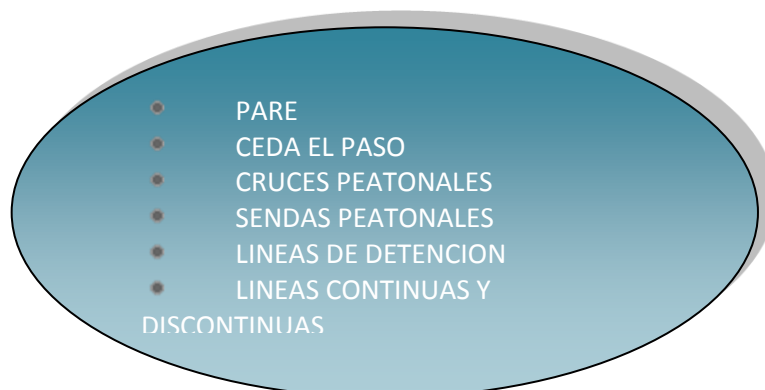 • PARE
• CEDA EL PASO
• CRUCES PEATONALES
• SENDAS PEATONALES
• LINEAS DE DETENCION
• LINEAS CONTINUAS Y
DISCONTINUAS